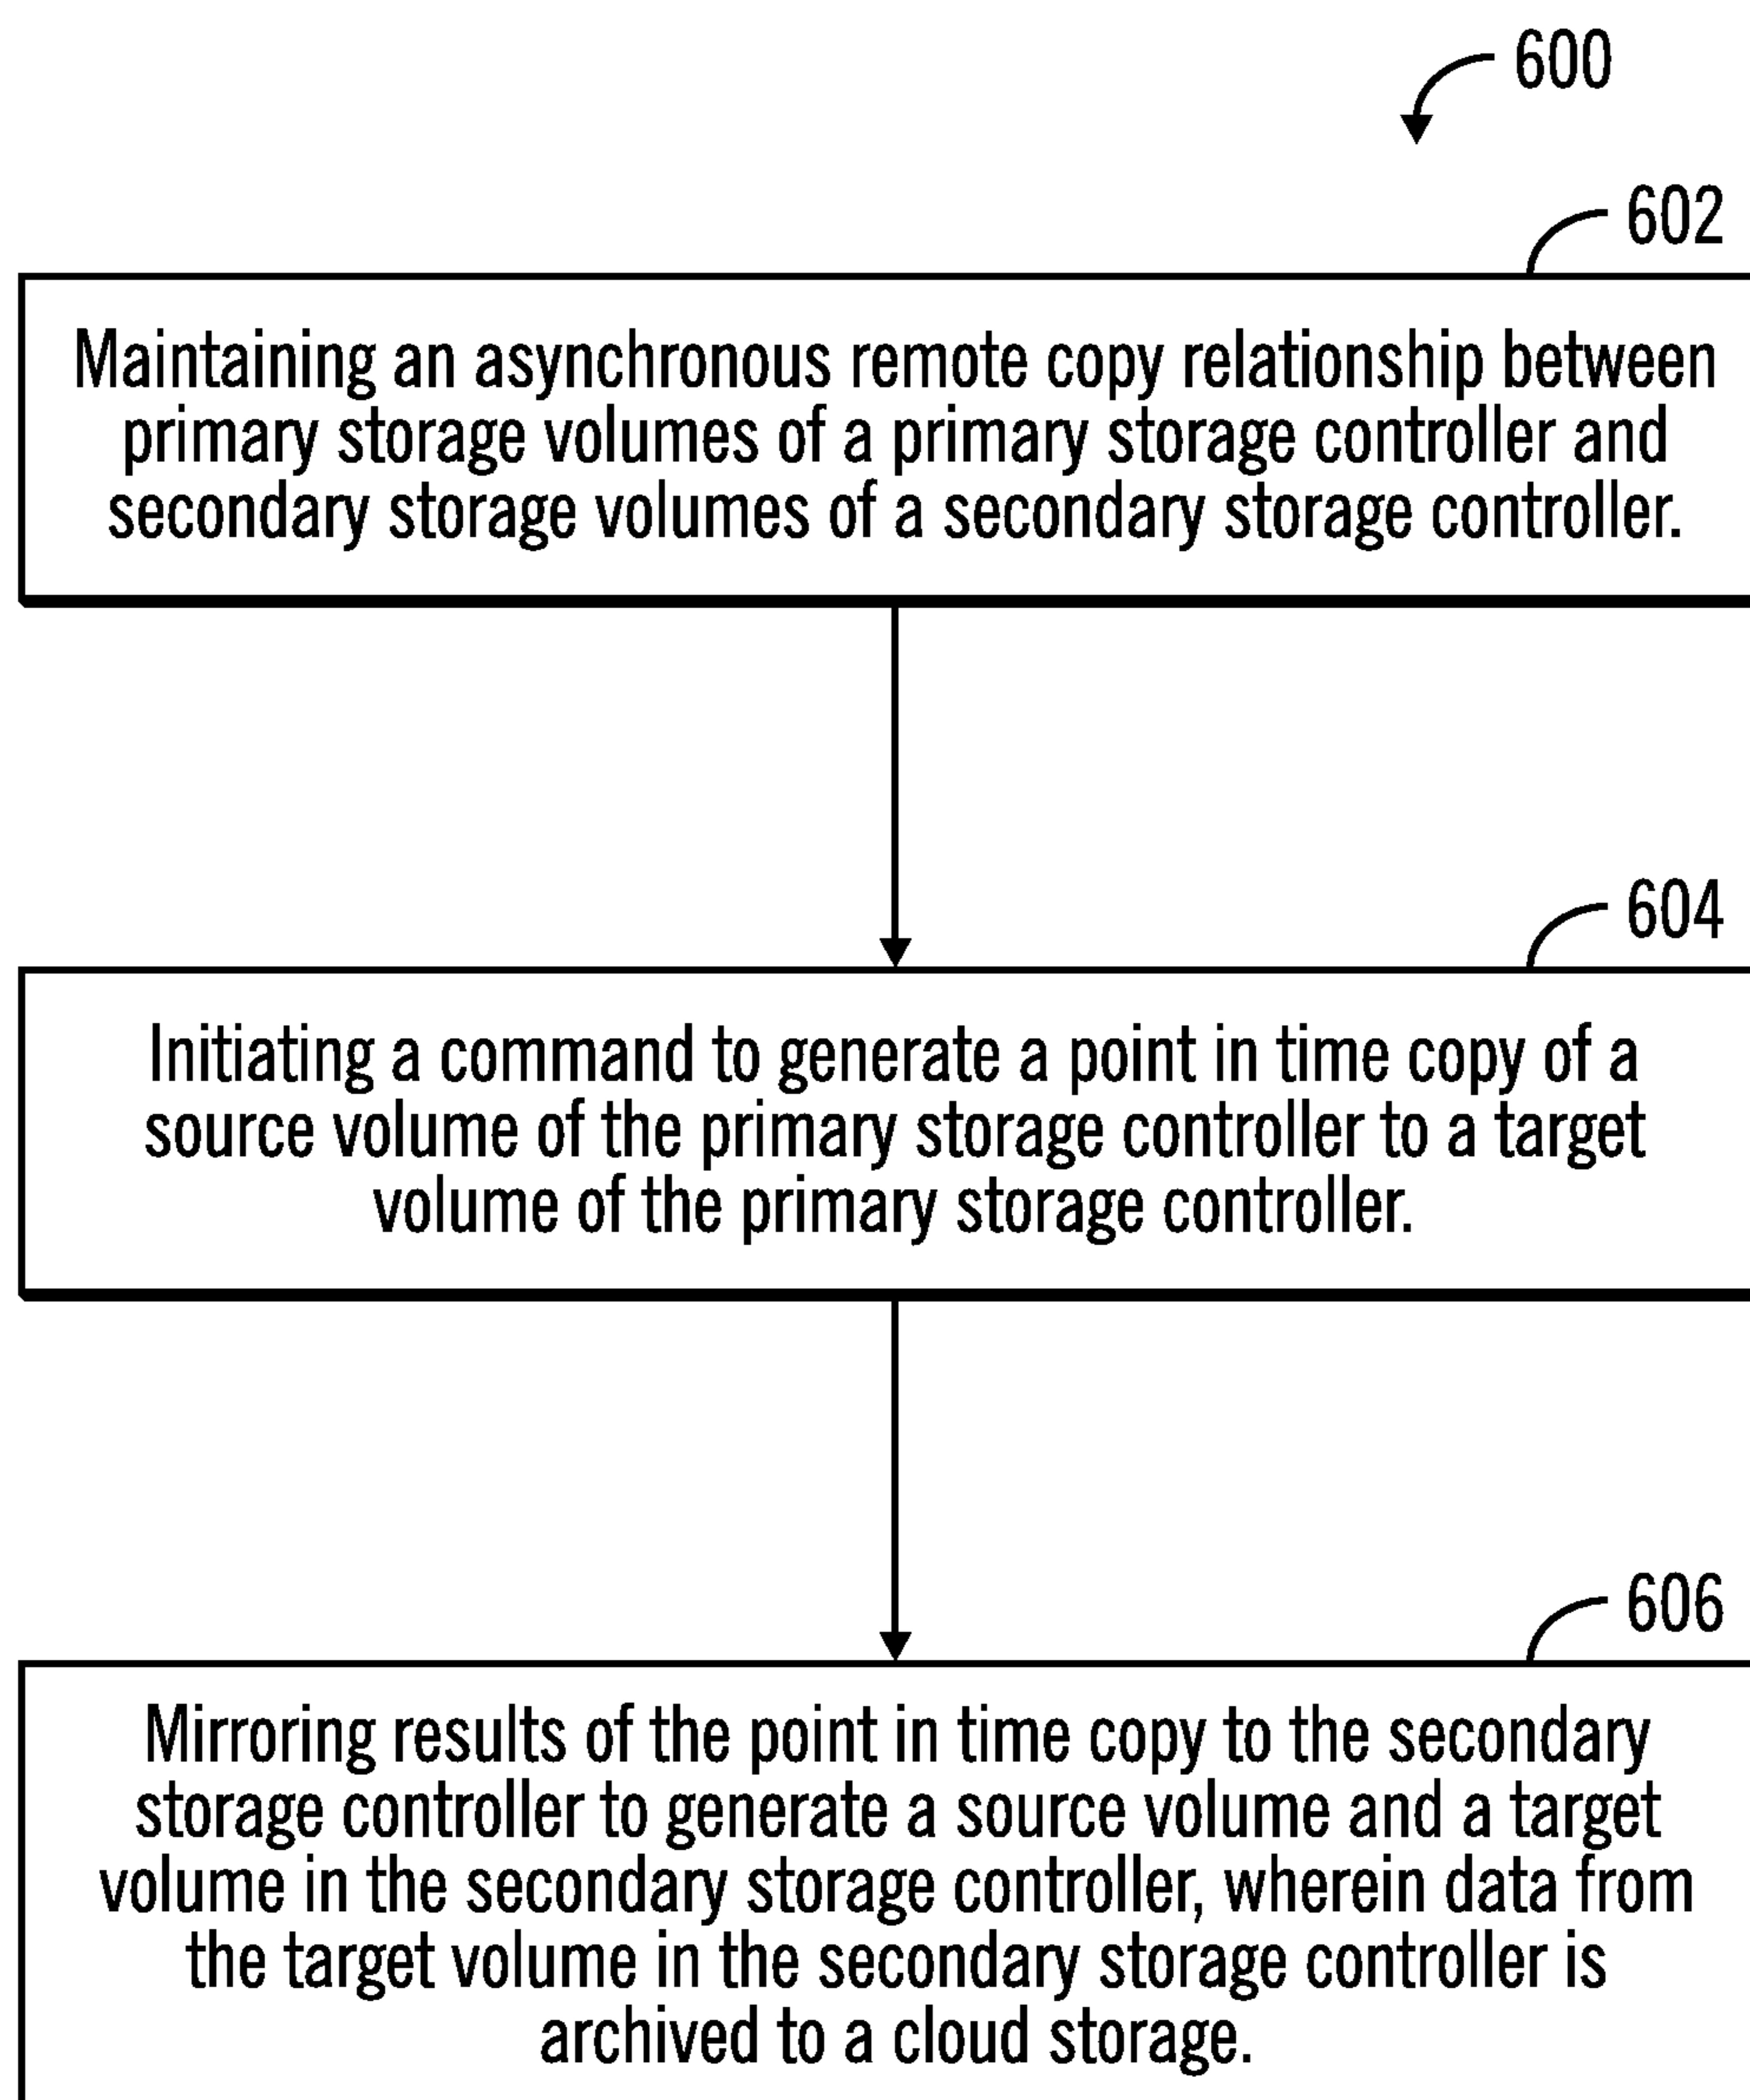 600
602
Maintaining an asynchronous remote copy relationship between
primary storage volumes of a primary storage controller and
secondary storage volumes of a secondary storage controller.
604
Initiating a command to generate a point in time copy of a
source volume of the primary storage controller to a target
volume of the primary storage controller.
606
Mirroring results of the point in time copy to the secondary
storage controller to generate a source volume and a target
volume in the secondary storage controller, wherein data from
the target volume in the secondary storage controller is
archived to a cloud storage.